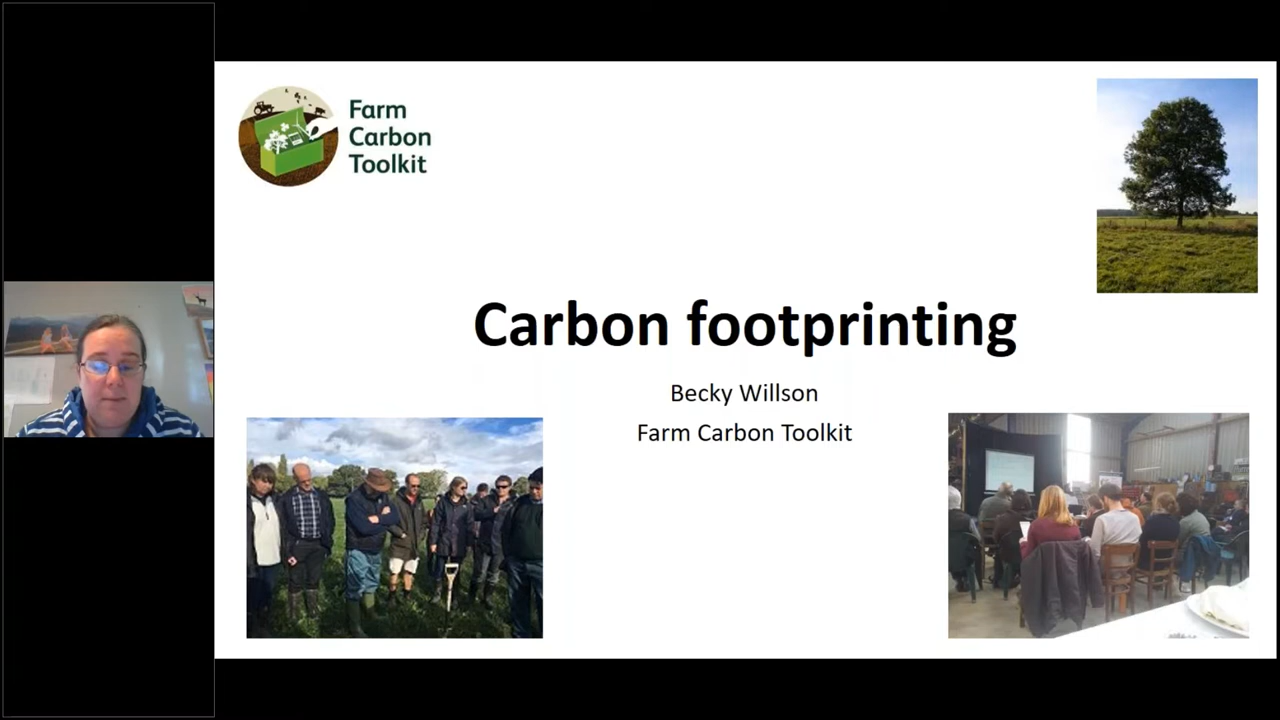 Farm
Carbon
Toolkit
Carbon footprinting
Becky Willson
Farm Carbon Toolkit